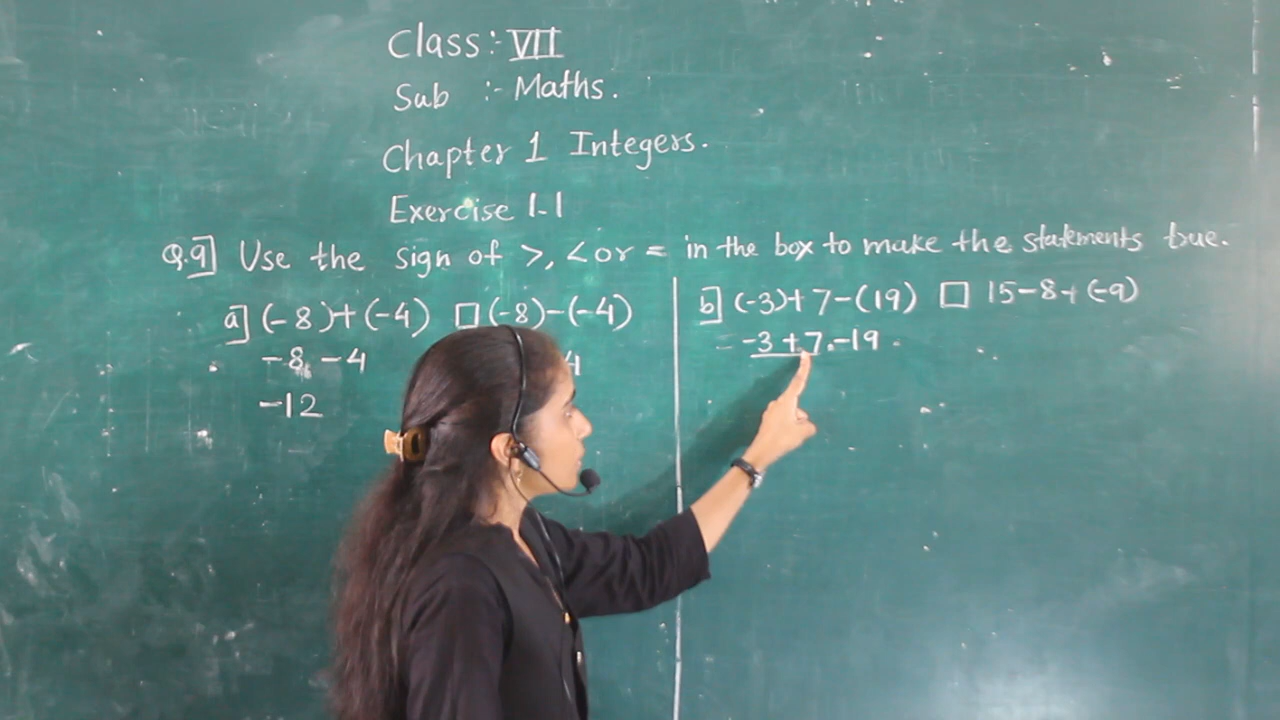 Class :- VII
Sub :- Maths.
Chapter 1 Integers.
Exercise 1.1
Q.9] Use the sign of >, < or = in the box to make the statements true.
a] (-8)+(-4) □ (-8)-(-4)
-8 -4
4
-12
b] (-3)+7-(19) □ 15-8+(-9)
= -3+7-19